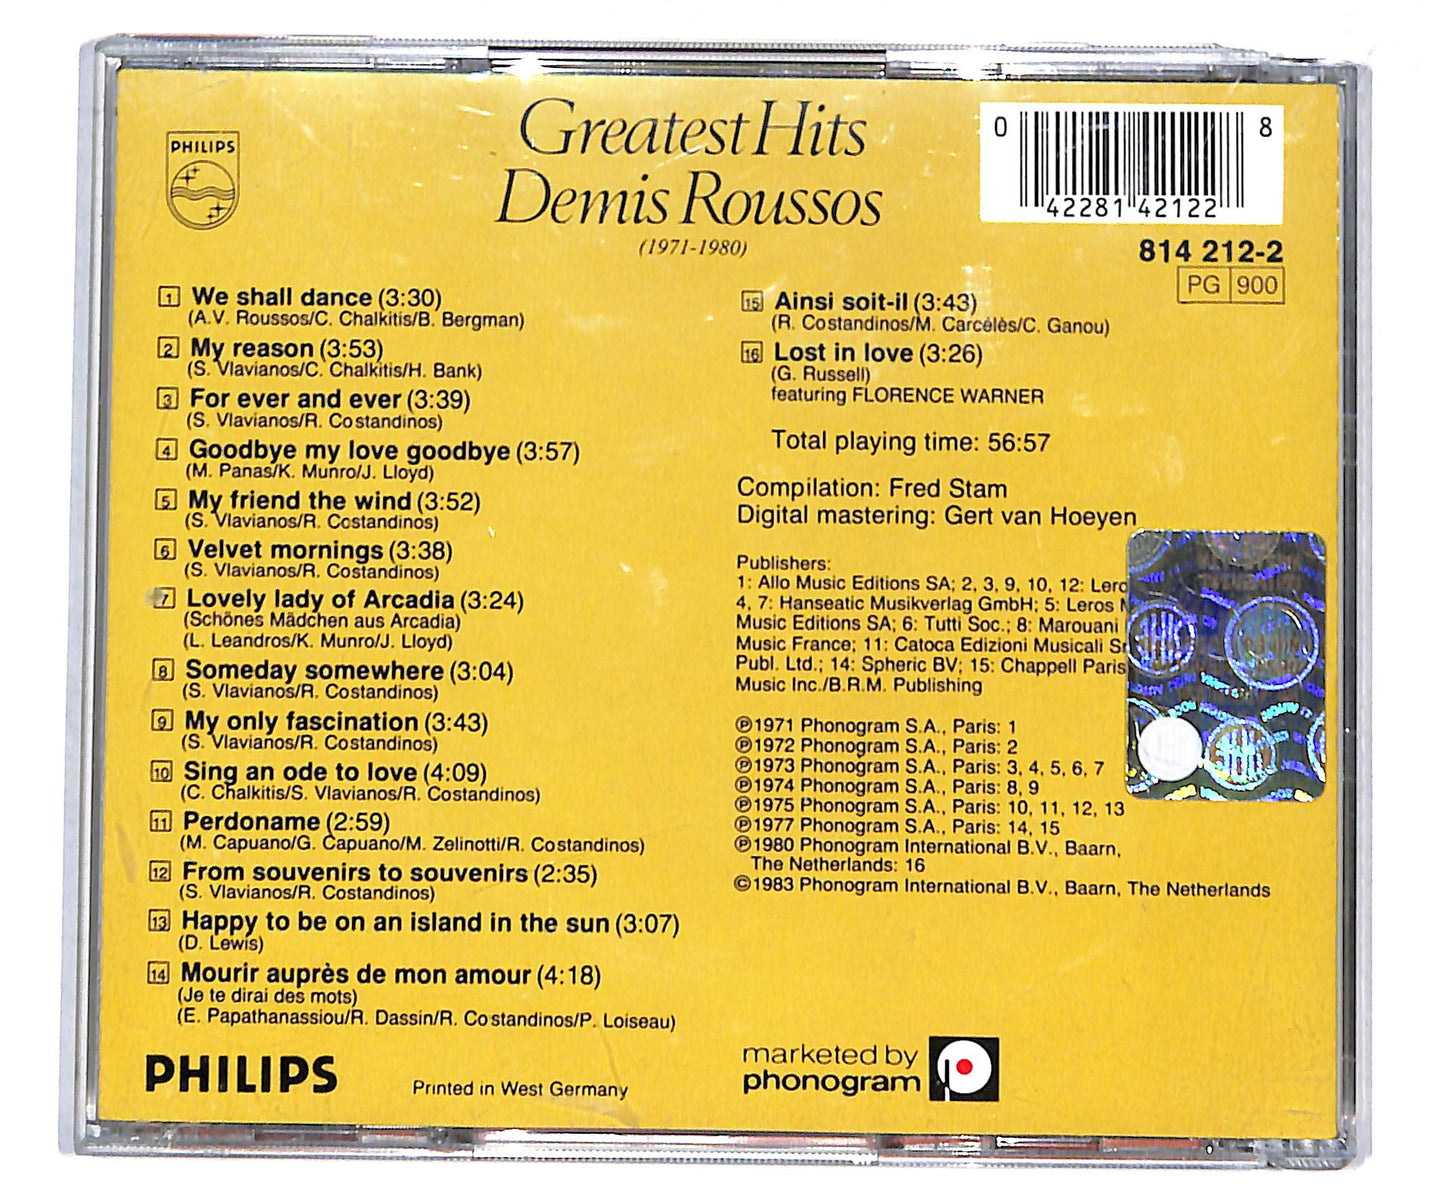 PHILIPS
Greatest Hits
Demis Roussos
(1971-1980)
0 42281 42122 8
814 212-2
PG 900
1 We shall dance (3:30)
(A.V. Roussos/C. Chalkitis/B. Bergman)
2 My reason (3:53)
(S. Vlavianos/C. Chalkitis/H. Bank)
3 For ever and ever (3:39)
(S. Vlavianos/R. Costandinos)
4 Goodbye my love goodbye (3:57)
(M. Panas/K. Munro/J. Lloyd)
5 My friend the wind (3:52)
(S. Vlavianos/R. Costandinos)
6 Velvet mornings (3:38)
(S. Vlavianos/R. Costandinos)
7 Lovely lady of Arcadia (3:24)
(Schönes Mädchen aus Arcadia)
(L. Leandros/K. Munro/J. Lloyd)
8 Someday somewhere (3:04)
(S. Vlavianos/R. Costandinos)
9 My only fascination (3:43)
(S. Vlavianos/R. Costandinos)
10 Sing an ode to love (4:09)
(C. Chalkitis/S. Vlavianos/R. Costandinos)
11 Perdoname (2:59)
(M. Capuano/G. Capuano/M. Zelinotti/R. Costandinos)
12 From souvenirs to souvenirs (2:35)
(S. Vlavianos/R. Costandinos)
13 Happy to be on an island in the sun (3:07)
(D. Lewis)
14 Mourir auprès de mon amour (4:18)
(Je te dirai des mots)
(E. Papathanassiou/R. Dassin/R. Costandinos/P. Loiseau)
15 Ainsi soit-il (3:43)
(R. Costandinos/M. Carcélès/C. Ganou)
16 Lost in love (3:26)
(G. Russell)
featuring FLORENCE WARNER
Total playing time: 56:57
Compilation: Fred Stam
Digital mastering: Gert van Hoeyen
Publishers:
1: Allo Music Editions SA; 2, 3, 9, 10, 12:
4, 7: Hanseatic Musikverlag GmbH; 5: Leros
Music Editions SA; 6: Tutti Soc.; 8: Marouani
Music France; 11: Catoca Edizioni Musicali
Publ. Ltd.; 14: Spheric BV; 15: Chappell Paris
Music Inc./B.R.M. Publishing
℗1971 Phonogram S.A., Paris: 1
℗1972 Phonogram S.A., Paris: 2
℗1973 Phonogram S.A., Paris: 3, 4, 5, 6, 7
℗1974 Phonogram S.A., Paris: 8, 9
℗1975 Phonogram S.A., Paris: 10, 11, 12, 13
℗1977 Phonogram S.A., Paris: 14, 15
℗1980 Phonogram International B.V., Baarn,
The Netherlands: 16
©1983 Phonogram International B.V., Baarn, The Netherlands
PHILIPS
Printed in West Germany
marketed by
phonogram